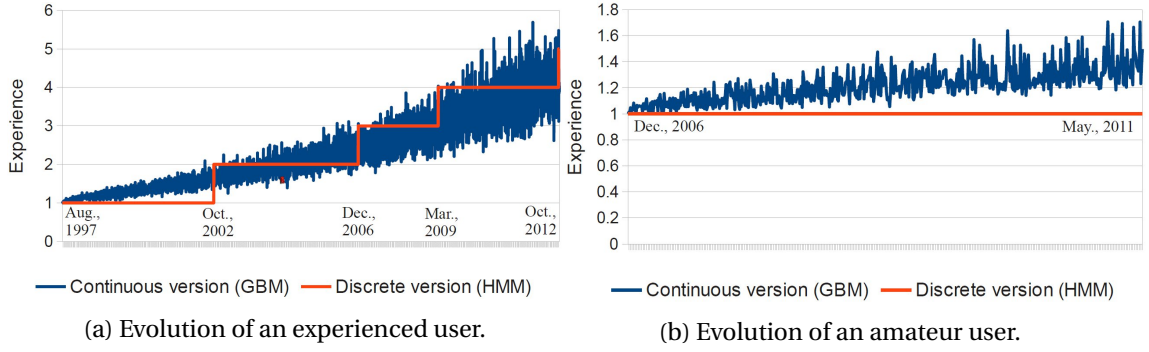 6
5
4
3
2
1
0
Experience
Aug., 1997
Oct., 2002
Dec., 2006
Mar., 2009
Oct., 2012
Continuous version (GBM)
Discrete version (HMM)
(a) Evolution of an experienced user.
1.8
1.6
1.4
1.2
1
0.8
0.6
0.4
0.2
0
Experience
Dec., 2006
May., 2011
Continuous version (GBM)
Discrete version (HMM)
(b) Evolution of an amateur user.